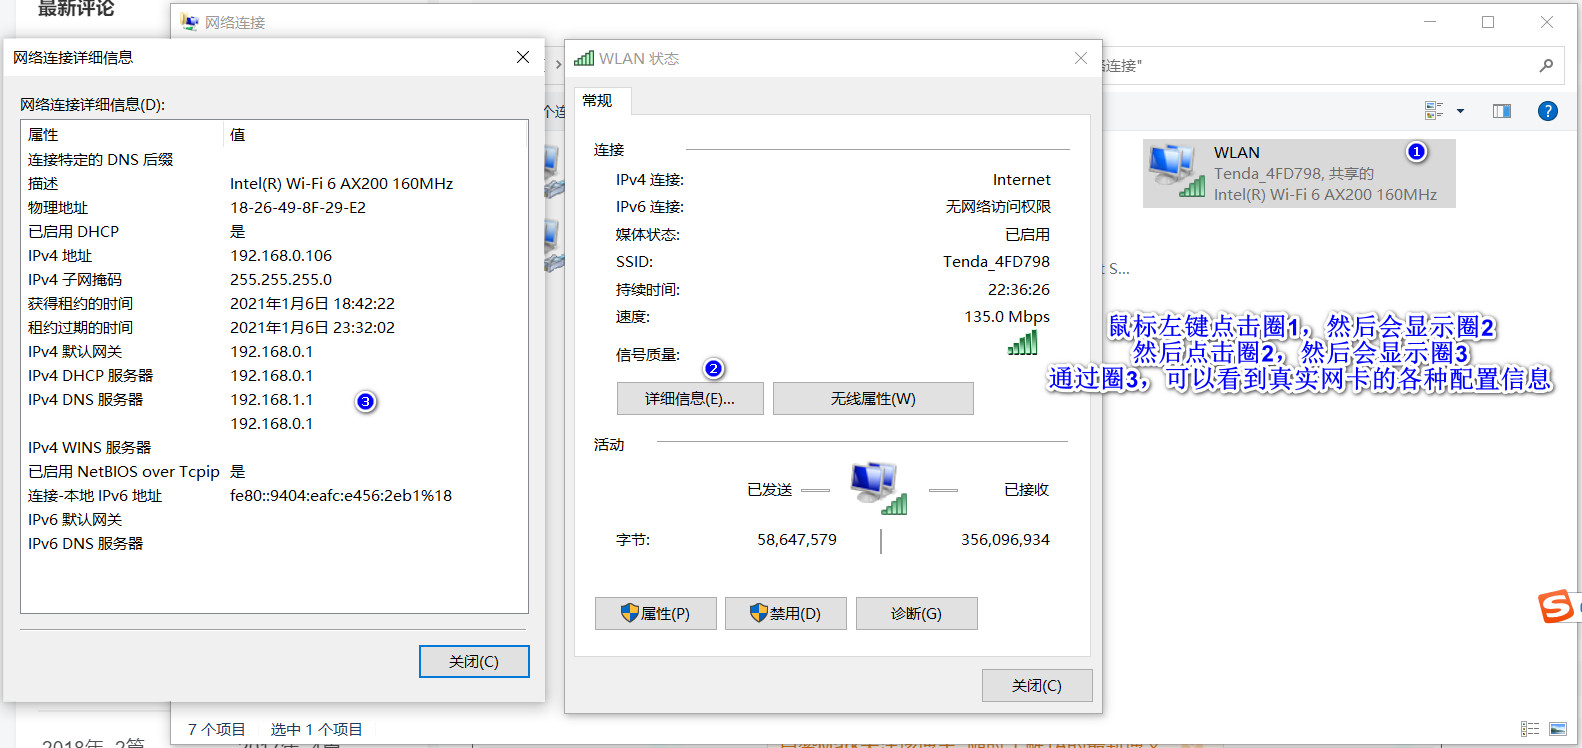 最新评论
网络连接
网络连接详细信息
网络连接详细信息(D):
属性 值
连接特定的 DNS 后缀
描述 Intel(R) Wi-Fi 6 AX200 160MHz
物理地址 18-26-49-8F-29-E2
已启用 DHCP 是
IPv4 地址 192.168.0.106
IPv4 子网掩码 255.255.255.0
获得租约的时间 2021年1月6日 18:42:22
租约过期的时间 2021年1月6日 23:32:02
IPv4 默认网关 192.168.0.1
IPv4 DHCP 服务器 192.168.0.1
IPv4 DNS 服务器 192.168.1.1
192.168.0.1
3
IPv4 WINS 服务器
已启用 NetBIOS over Tcpip 是
连接-本地 IPv6 地址 fe80::9404:eafc:e456:2eb1%18
IPv6 默认网关
IPv6 DNS 服务器
关闭(C)
个连
WLAN 状态
常规
连接
IPv4 连接: Internet
IPv6 连接: 无网络访问权限
媒体状态: 已启用
SSID: Tenda_4FD798
持续时间: 22:36:26
速度: 135.0 Mbps
信号质量:
2
详细信息(E)... 无线属性(W)
活动
已发送 已接收
字节: 58,647,579 356,096,934
属性(P) 禁用(D) 诊断(G)
关闭(C)
连接"
WLAN 1
Tenda_4FD798, 共享的
Intel(R) Wi-Fi 6 AX200 160MHz
S...
鼠标左键点击圈1，然后会显示圈2
然后点击圈2，然后会显示圈3
通过圈3，可以看到真实网卡的各种配置信息
7 个项目 选中 1 个项目